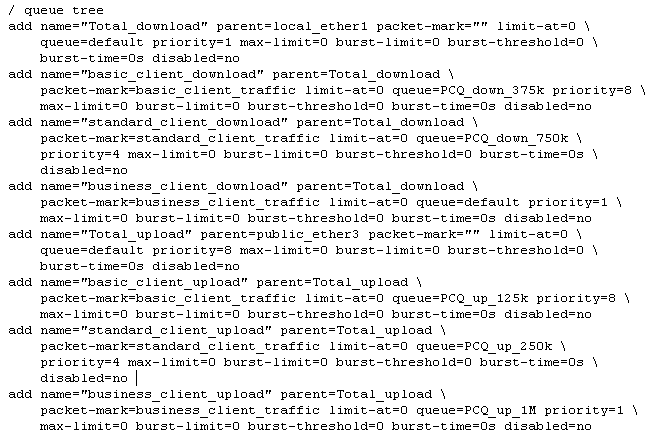 / queue tree
add name="Total_download" parent=local_ether1 packet-mark="" limit-at=0 \
queue=default priority=1 max-limit=0 burst-limit=0 burst-threshold=0 \
burst-time=0s disabled=no
add name="basic_client_download" parent=Total_download \
packet-mark=basic_client_traffic limit-at=0 queue=PCQ_down_375k priority=8 \
max-limit=0 burst-limit=0 burst-threshold=0 burst-time=0s disabled=no
add name="standard_client_download" parent=Total_download \
packet-mark=standard_client_traffic limit-at=0 queue=PCQ_down_750k \
priority=4 max-limit=0 burst-limit=0 burst-threshold=0 burst-time=0s \
disabled=no
add name="business_client_download" parent=Total_download \
packet-mark=business_client_traffic limit-at=0 queue=default priority=1 \
max-limit=0 burst-limit=0 burst-threshold=0 burst-time=0s disabled=no
add name="Total_upload" parent=public_ether3 packet-mark="" limit-at=0 \
queue=default priority=8 max-limit=0 burst-limit=0 burst-threshold=0 \
burst-time=0s disabled=no
add name="basic_client_upload" parent=Total_upload \
packet-mark=basic_client_traffic limit-at=0 queue=PCQ_up_125k priority=8 \
max-limit=0 burst-limit=0 burst-threshold=0 burst-time=0s disabled=no
add name="standard_client_upload" parent=Total_upload \
packet-mark=standard_client_traffic limit-at=0 queue=PCQ_up_250k \
priority=4 max-limit=0 burst-limit=0 burst-threshold=0 burst-time=0s \
disabled=no
add name="business_client_upload" parent=Total_upload \
packet-mark=business_client_traffic limit-at=0 queue=PCQ_up_1M priority=1 \
max-limit=0 burst-limit=0 burst-threshold=0 burst-time=0s disabled=no